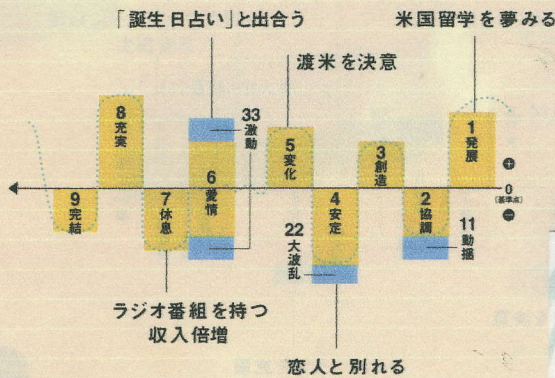 「誕生日占い」と出合う
米国留学を夢みる
渡米を決意
8 充実
33 激動
5 変化
3 創造
1 発展
+
0
(基準点)
−
9 完結
7 休息
6 愛情
4 安定
2 協調
22 大波乱
11 動揺
ラジオ番組を持つ
収入倍増
恋人と別れる